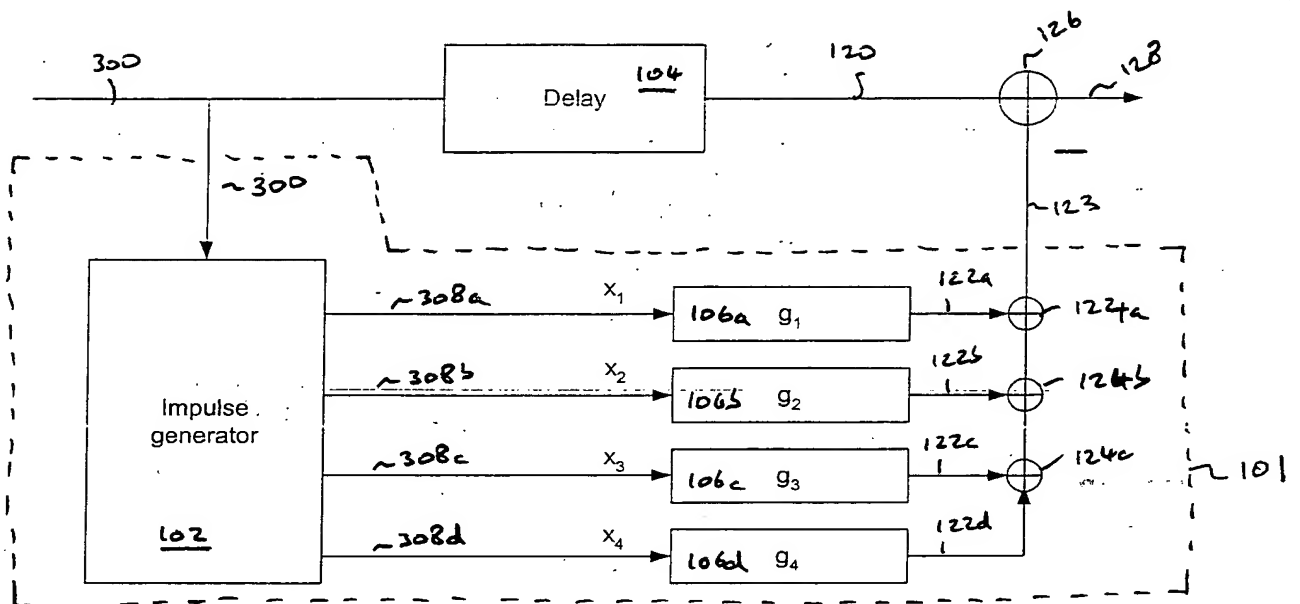 300
104
Delay
120
126
128
~300
—
123
~308a
x1
106a g1
122a
1224a
~308b
x2
106b g2
122b
124b
Impulse
generator
~308c
x3
106c g3
122c
124c
~101
102
~308d
x4
106d g4
122d